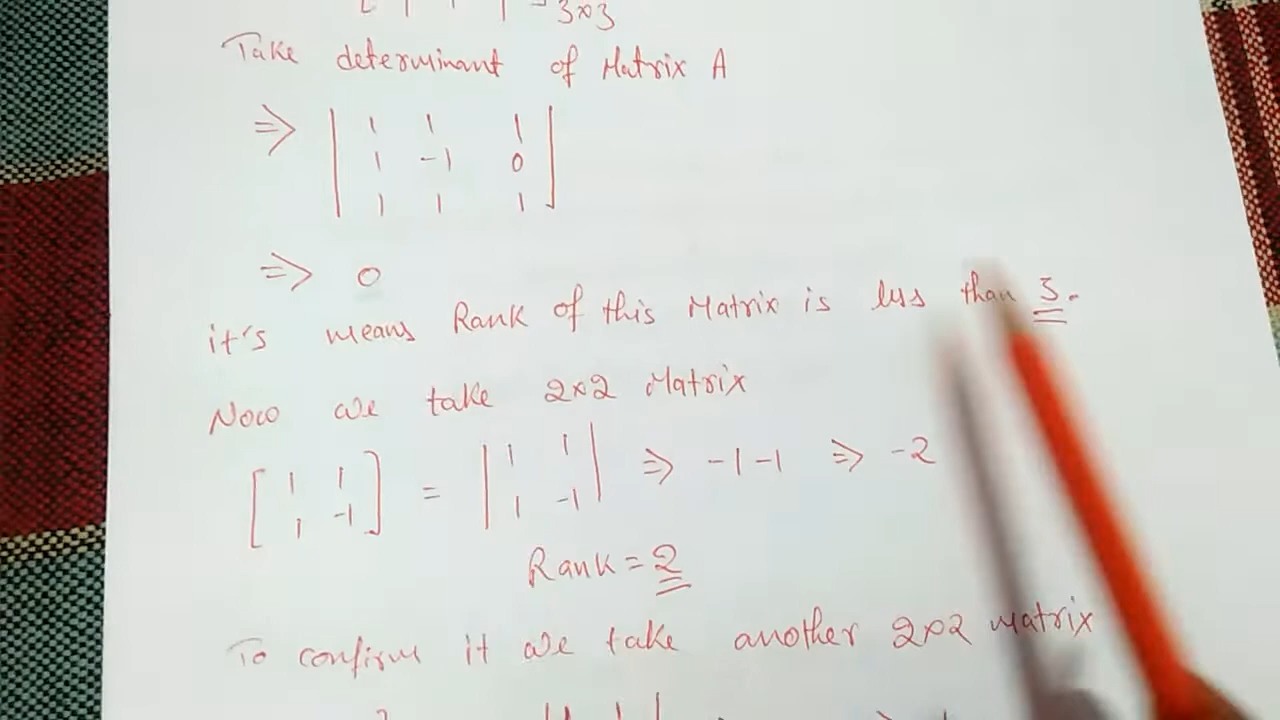 3×3
Take determinant of Matrix A
⇒ | 1 1 1 |
| 1 -1 0 |
| 1 1 1 |
⇒ 0
it's means Rank of this Matrix is less than 3.
Now we take 2×2 Matrix
[ 1 1 ] = | 1 1 | ⇒ -1-1 ⇒ -2
[ 1 -1 ] | 1 -1 |
Rank = 2
To confirm it we take another 2×2 matrix